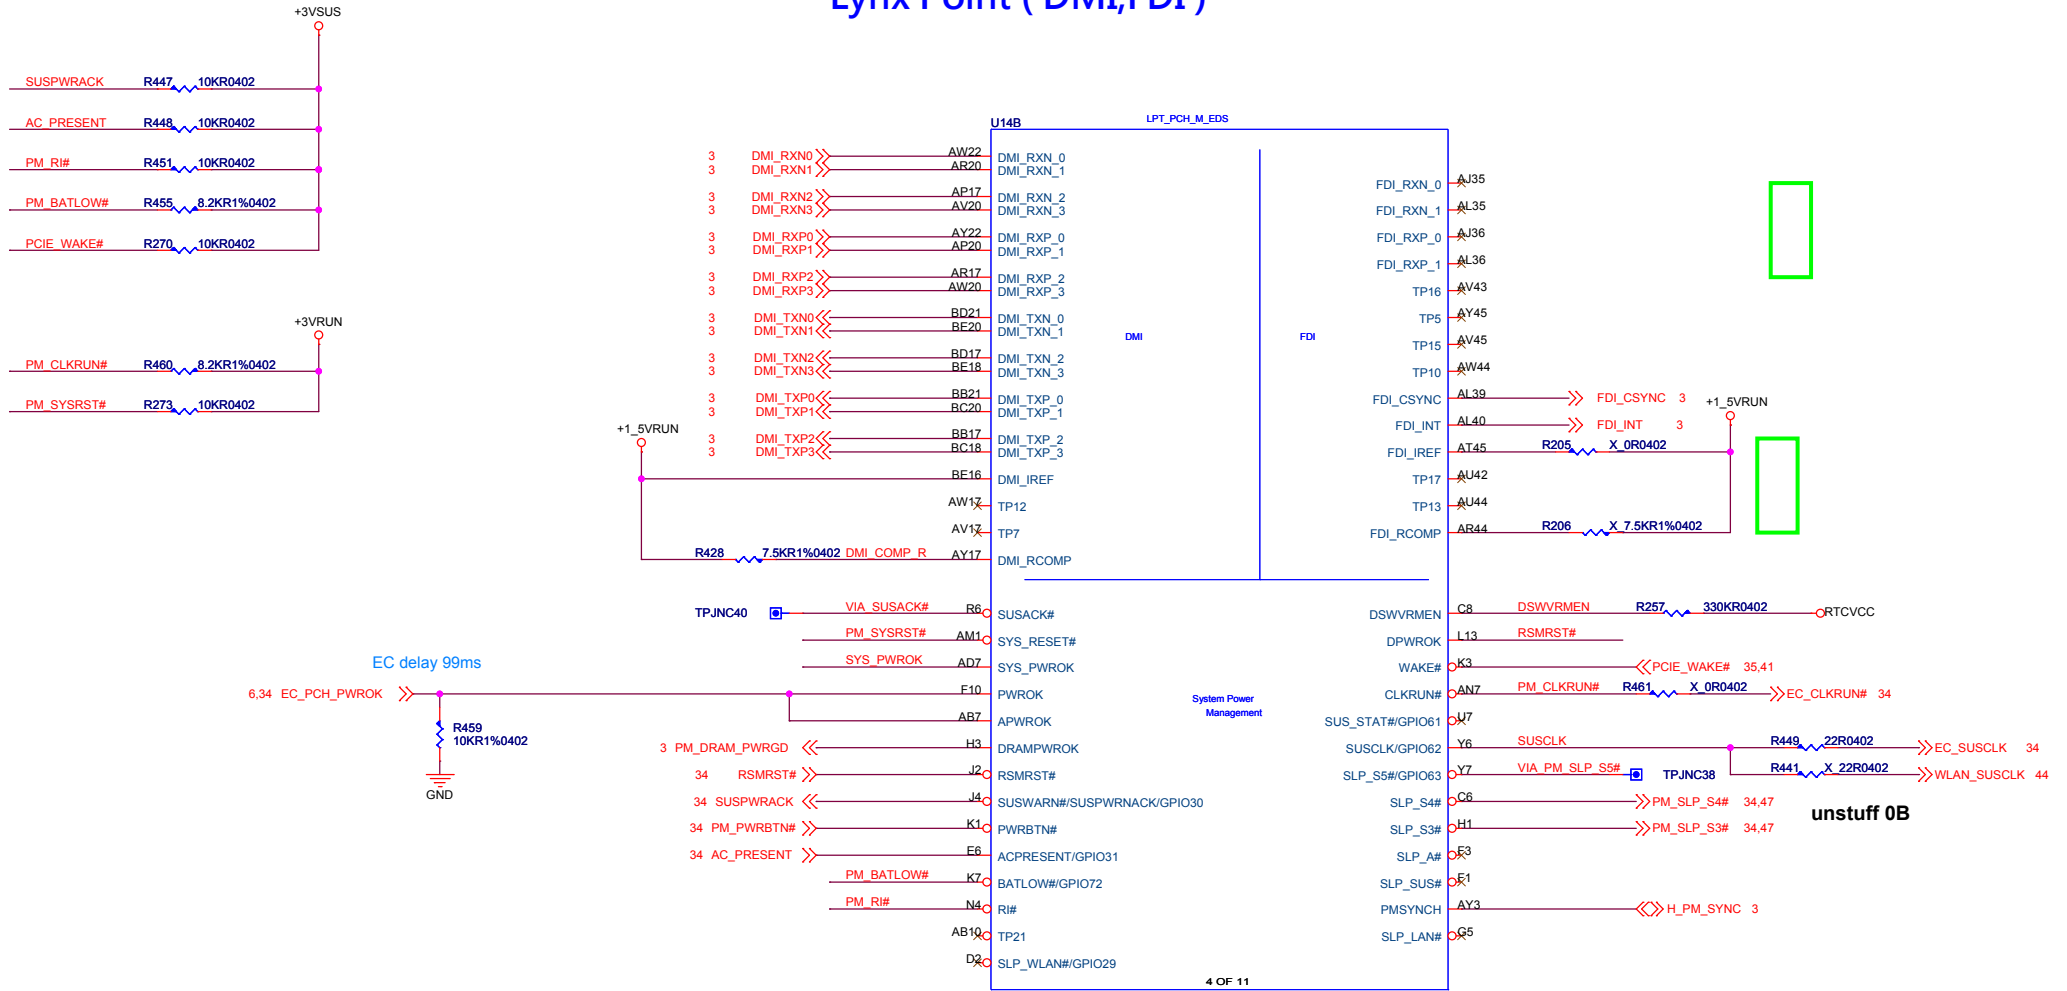 Lynx Point ( DMI,FDI )
+3VSUS
SUSPWRACK R447 10KR0402
AC_PRESENT R448 10KR0402
PM_RI# R451 10KR0402
PM_BATLOW# R455 8.2KR1%0402
PCIE_WAKE# R270 10KR0402
+3VRUN
PM_CLKRUN# R460 8.2KR1%0402
PM_SYSRST# R273 10KR0402
U14B LPT_PCH_M_EDS
3 DMI_RXN0 AW22 DMI_RXN_0
3 DMI_RXN1 AR20 DMI_RXN_1
3 DMI_RXN2 AP17 DMI_RXN_2
3 DMI_RXN3 AV20 DMI_RXN_3
3 DMI_RXP0 AY22 DMI_RXP_0
3 DMI_RXP1 AP20 DMI_RXP_1
3 DMI_RXP2 AR17 DMI_RXP_2
3 DMI_RXP3 AW20 DMI_RXP_3
3 DMI_TXN0 BD21 DMI_TXN_0
3 DMI_TXN1 BE20 DMI_TXN_1
3 DMI_TXN2 BD17 DMI_TXN_2
3 DMI_TXN3 BE18 DMI_TXN_3
3 DMI_TXP0 BB21 DMI_TXP_0
3 DMI_TXP1 BC20 DMI_TXP_1
3 DMI_TXP2 BB17 DMI_TXP_2
3 DMI_TXP3 BC18 DMI_TXP_3
+1_5VRUN
BE16 DMI_IREF
AW17 TP12
AV17 TP7
R428 7.5KR1%0402 DMI_COMP_R AY17 DMI_RCOMP
DMI
FDI
FDI_RXN_0 AJ35
FDI_RXN_1 AL35
FDI_RXP_0 AJ36
FDI_RXP_1 AL36
TP16 AV43
TP5 AY45
TP15 AV45
TP10 AW44
FDI_CSYNC AL39 FDI_CSYNC 3
+1_5VRUN
FDI_INT AL40 FDI_INT 3
FDI_IREF AT45 R205 X_0R0402
TP17 AU42
TP13 AU44
FDI_RCOMP AR44 R206 X_7.5KR1%0402
TPJNC40 VIA_SUSACK# R6 SUSACK#
PM_SYSRST# AM1 SYS_RESET#
SYS_PWROK AD7 SYS_PWROK
EC delay 99ms
6,34 EC_PCH_PWROK F10 PWROK
AB7 APWROK
R459
10KR1%0402
GND
3 PM_DRAM_PWRGD H3 DRAMPWROK
34 RSMRST# J2 RSMRST#
34 SUSPWRACK J4 SUSWARN#/SUSPWRNACK/GPIO30
34 PM_PWRBTN# K1 PWRBTN#
34 AC_PRESENT E6 ACPRESENT/GPIO31
PM_BATLOW# K7 BATLOW#/GPIO72
PM_RI# N4 RI#
AB10 TP21
D2 SLP_WLAN#/GPIO29
System Power
Management
DSWVRMEN C8 DSWVRMEN R257 330KR0402 RTCVCC
DPWROK L13 RSMRST#
WAKE# K3 PCIE_WAKE# 35,41
CLKRUN# AN7 PM_CLKRUN# R461 X_0R0402 EC_CLKRUN# 34
SUS_STAT#/GPIO61 U7
SUSCLK/GPIO62 Y6 SUSCLK R449 22R0402 EC_SUSCLK 34
SLP_S5#/GPIO63 Y7 VIA_PM_SLP_S5# TPJNC38 R441 X_22R0402 WLAN_SUSCLK 44
SLP_S4# C6 PM_SLP_S4# 34,47
unstuff 0B
SLP_S3# H1 PM_SLP_S3# 34,47
SLP_A# F3
SLP_SUS# F1
PMSYNCH AY3 H_PM_SYNC 3
SLP_LAN# G5
4 OF 11